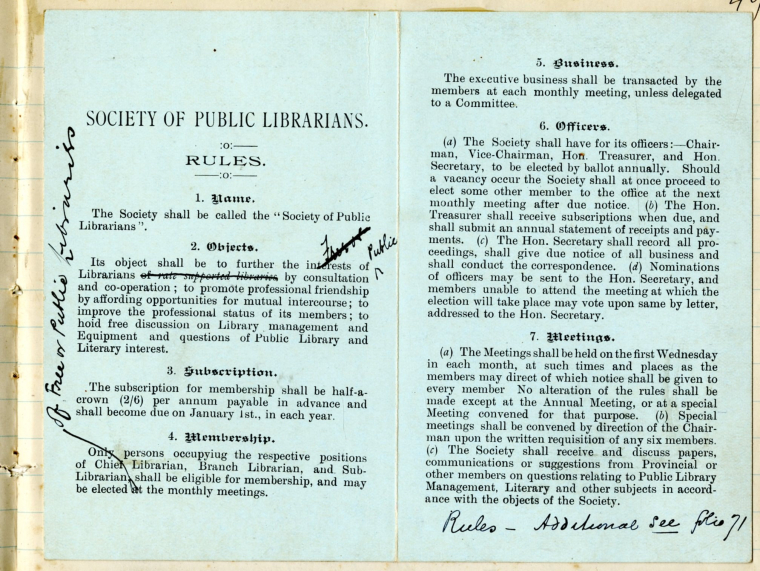 SOCIETY OF PUBLIC LIBRARIANS.
:o:
RULES.
:o:
1. Name.
The Society shall be called the "Society of Public
Librarians".
2. Objects.
Its object shall be to further the interests of
Public
Librarians of rate supported libraries by consultation
and co-operation; to promote professional friendship
by affording opportunities for mutual intercourse; to
improve the professional status of its members; to
hold free discussion on Library management and
Equipment and questions of Public Library and
Literary interest.
3. Subscription.
The subscription for membership shall be half-a-
crown (2/6) per annum payable in advance and
shall become due on January 1st., in each year.
4. Membership.
Only persons occupying the respective positions
of Chief Librarian, Branch Librarian, and Sub-
Librarian, shall be eligible for membership, and may
be elected at the monthly meetings.
of Free or Public Libraries
5. Business.
The executive business shall be transacted by the
members at each monthly meeting, unless delegated
to a Committee.
6. Officers.
(a) The Society shall have for its officers:—Chair-
man, Vice-Chairman, Hon. Treasurer, and Hon.
Secretary, to be elected by ballot annually. Should
a vacancy occur the Society shall at once proceed to
elect some other member to the office at the next
monthly meeting after due notice. (b) The Hon.
Treasurer shall receive subscriptions when due, and
shall submit an annual statement of receipts and pay-
ments. (c) The Hon. Secretary shall record all pro-
ceedings, shall give due notice of all business and
shall conduct the correspondence. (d) Nominations
of officers may be sent to the Hon. Secretary, and
members unable to attend the meeting at which the
election will take place may vote upon same by letter,
addressed to the Hon. Secretary.
7. Meetings.
(a) The Meetings shall be held on the first Wednesday
in each month, at such times and places as the
members may direct of which notice shall be given to
every member No alteration of the rules shall be
made except at the Annual Meeting, or at a special
Meeting convened for that purpose. (b) Special
meetings shall be convened by direction of the Chair-
man upon the written requisition of any six members.
(c) The Society shall receive and discuss papers,
communications or suggestions from Provincial or
other members on questions relating to Public Library
Management, Literary and other subjects in accord-
ance with the objects of the Society.
Rules - Additional see folio 71